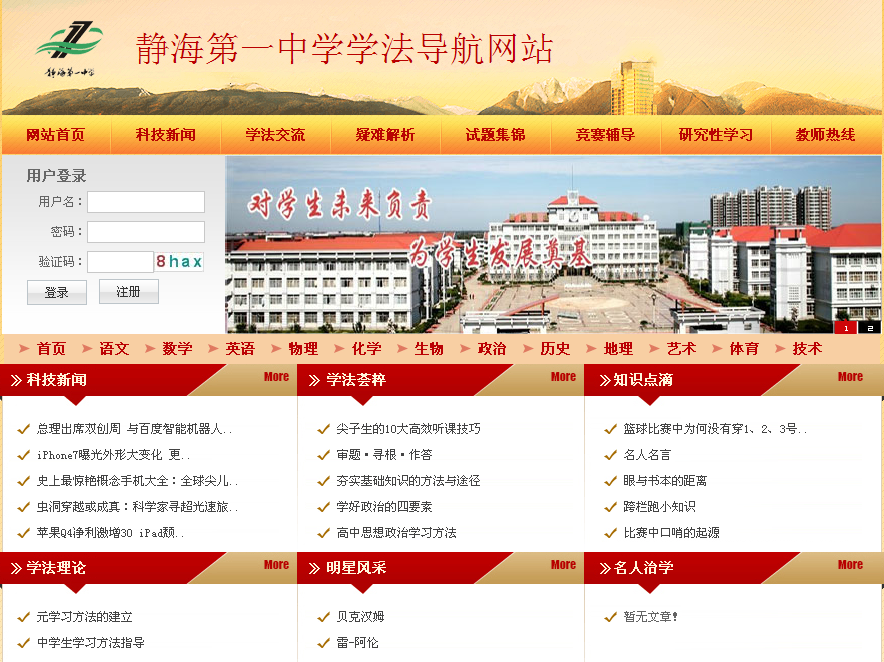 静海第一中学
静海第一中学学法导航网站
网站首页 科技新闻 学法交流 疑难解析 试题集锦 竞赛辅导 研究性学习 教师热线
用户登录
用户名：
密码：
验证码： 8hax
登录 注册
对学生未来负责
为学生发展奠基
1 2
首页 语文 数学 英语 物理 化学 生物 政治 历史 地理 艺术 体育 技术
科技新闻 More
总理出席双创周 与百度智能机器人..
iPhone7曝光外形大变化 更..
史上最惊艳概念手机大全：全球尖儿..
虫洞穿越或成真：科学家寻超光速旅..
苹果Q4净利激增30 iPad颓..
学法荟粹 More
尖子生的10大高效听课技巧
审题·寻根·作答
夯实基础知识的方法与途径
学好政治的四要素
高中思想政治学习方法
知识点滴 More
篮球比赛中为何没有穿1、2、3号..
名人名言
眼与书本的距离
跨栏跑小知识
比赛中口哨的起源
学法理论 More
元学习方法的建立
中学生学习方法指导
明星风采 More
贝克汉姆
雷-阿伦
名人治学 More
暂无文章!